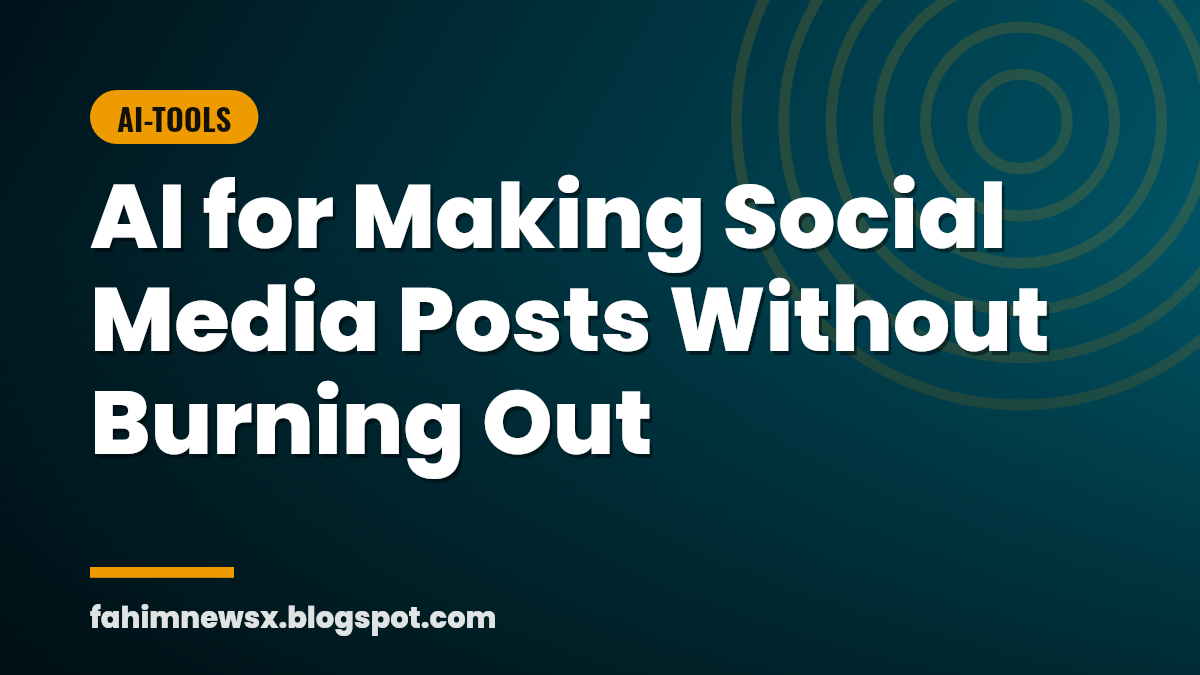 AI-TOOLS
AI for Making Social
Media Posts Without
Burning Out
fahimnewsx.blogspot.com